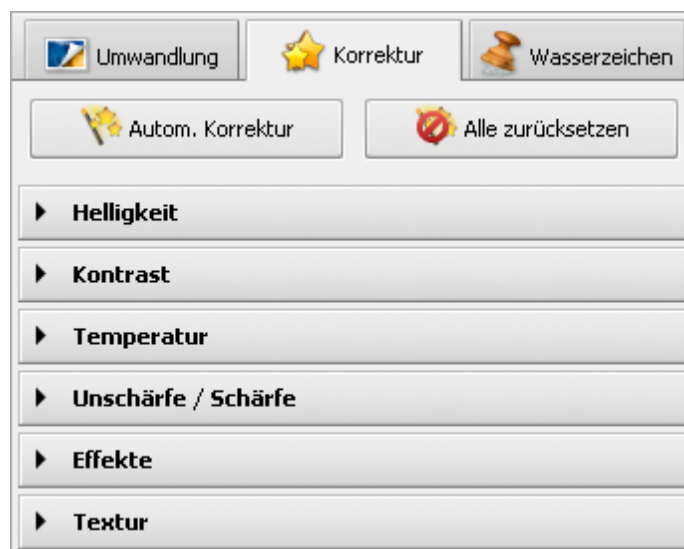 Umwandlung Korrektur Wasserzeichen
Autom. Korrektur Alle zurücksetzen
Helligkeit
Kontrast
Temperatur
Unschärfe / Schärfe
Effekte
Textur